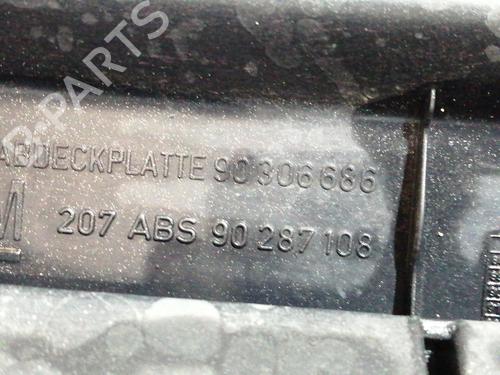 B-PARTS
ABDECKPLATTE 90 306 686
M
207 ABS 90 287 108